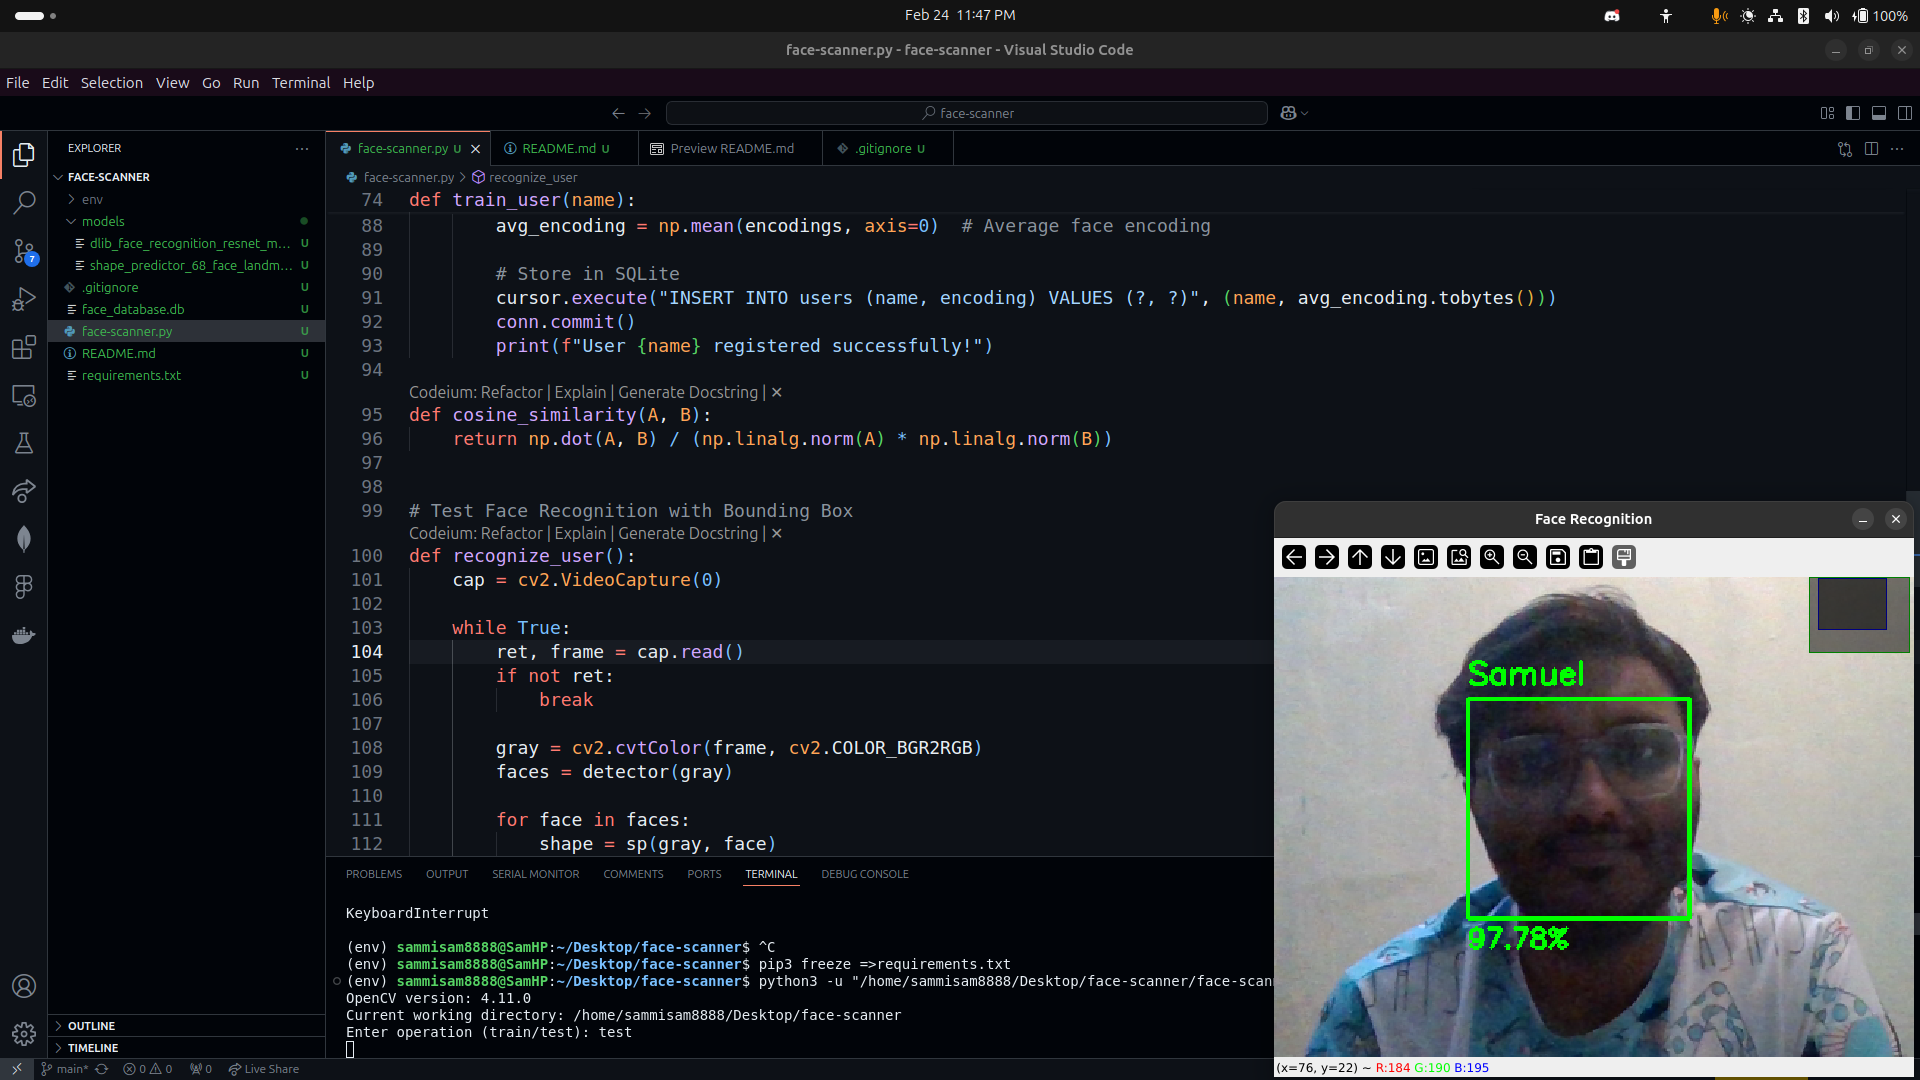 Feb 24 11:47 PM
100%
face-scanner.py - face-scanner - Visual Studio Code
File Edit Selection View Go Run Terminal Help
face-scanner
EXPLORER
FACE-SCANNER
env
models
dlib_face_recognition_resnet_m... U
shape_predictor_68_face_landm... U
.gitignore U
face_database.db U
face-scanner.py U
README.md U
requirements.txt U
7
OUTLINE
TIMELINE
face-scanner.py U
README.md U
Preview README.md
.gitignore U
face-scanner.py > recognize_user
74 def train_user(name):
88 avg_encoding = np.mean(encodings, axis=0)  # Average face encoding
89
90 # Store in SQLite
91 cursor.execute("INSERT INTO users (name, encoding) VALUES (?, ?)", (name, avg_encoding.tobytes()))
92 conn.commit()
93 print(f"User {name} registered successfully!")
94
Codeium: Refactor | Explain | Generate Docstring | ✕
95 def cosine_similarity(A, B):
96 return np.dot(A, B) / (np.linalg.norm(A) * np.linalg.norm(B))
97
98
99 # Test Face Recognition with Bounding Box
Codeium: Refactor | Explain | Generate Docstring | ✕
100 def recognize_user():
101 cap = cv2.VideoCapture(0)
102
103 while True:
104 ret, frame = cap.read()
105 if not ret:
106 break
107
108 gray = cv2.cvtColor(frame, cv2.COLOR_BGR2RGB)
109 faces = detector(gray)
110
111 for face in faces:
112 shape = sp(gray, face)
PROBLEMS OUTPUT SERIAL MONITOR COMMENTS PORTS TERMINAL DEBUG CONSOLE
KeyboardInterrupt
(env) sammisam8888@SamHP:~/Desktop/face-scanner$ ^C
(env) sammisam8888@SamHP:~/Desktop/face-scanner$ pip3 freeze =>requirements.txt
(env) sammisam8888@SamHP:~/Desktop/face-scanner$ python3 -u "/home/sammisam8888/Desktop/face-scanner/face-scan
OpenCV version: 4.11.0
Current working directory: /home/sammisam8888/Desktop/face-scanner
Enter operation (train/test): test
Face Recognition
Samuel
97.78%
(x=76, y=22) ~ R:184 G:190 B:195
main* 0 0 0 Live Share